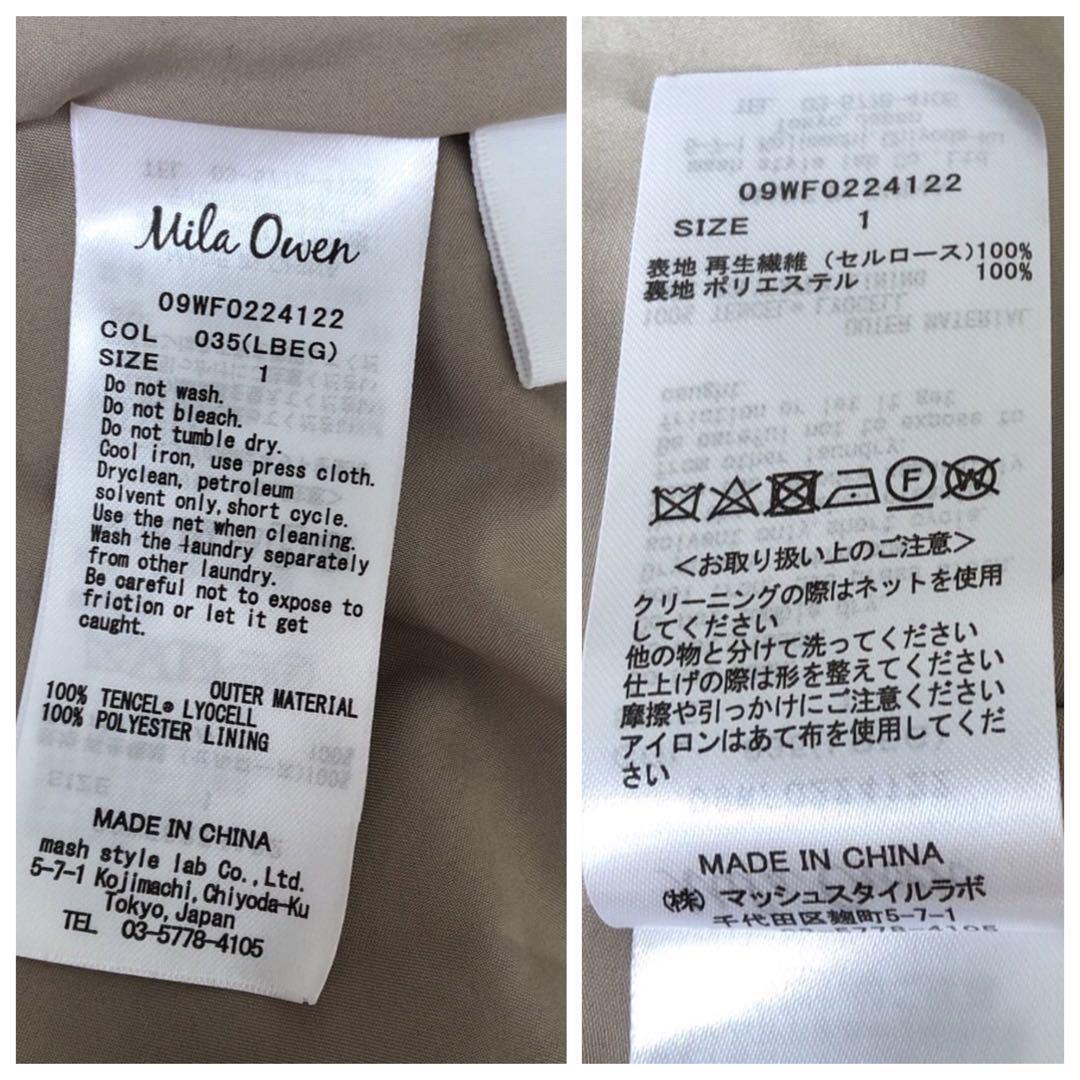 Mila Owen
09WF0224122
COL 035(LBEG)
SIZE 1
Do not wash.
Do not bleach.
Do not tumble dry.
Cool iron, use press cloth.
Dryclean, petroleum
solvent only, short cycle.
Use the net when cleaning.
Wash the laundry separately
from other laundry.
Be careful not to expose to
friction or let it get
caught.
OUTER MATERIAL
100% TENCEL® LYOCELL
100% POLYESTER LINING
MADE IN CHINA
mash style lab Co.,Ltd.
5-7-1 Kojimachi,Chiyoda-Ku
Tokyo,Japan
TEL 03-5778-4105
09WF0224122
SIZE 1
表地 再生繊維 (セルロース)100%
裏地 ポリエステル 100%
F W
<お取り扱い上のご注意>
クリーニングの際はネットを使用
してください
他の物と分けて洗ってください
仕上げの際は形を整えてください
摩擦や引っかけにご注意ください
アイロンはあて布を使用してくだ
さい
MADE IN CHINA
(株) マッシュスタイルラボ
千代田区麹町5-7-1
03-5778-4105